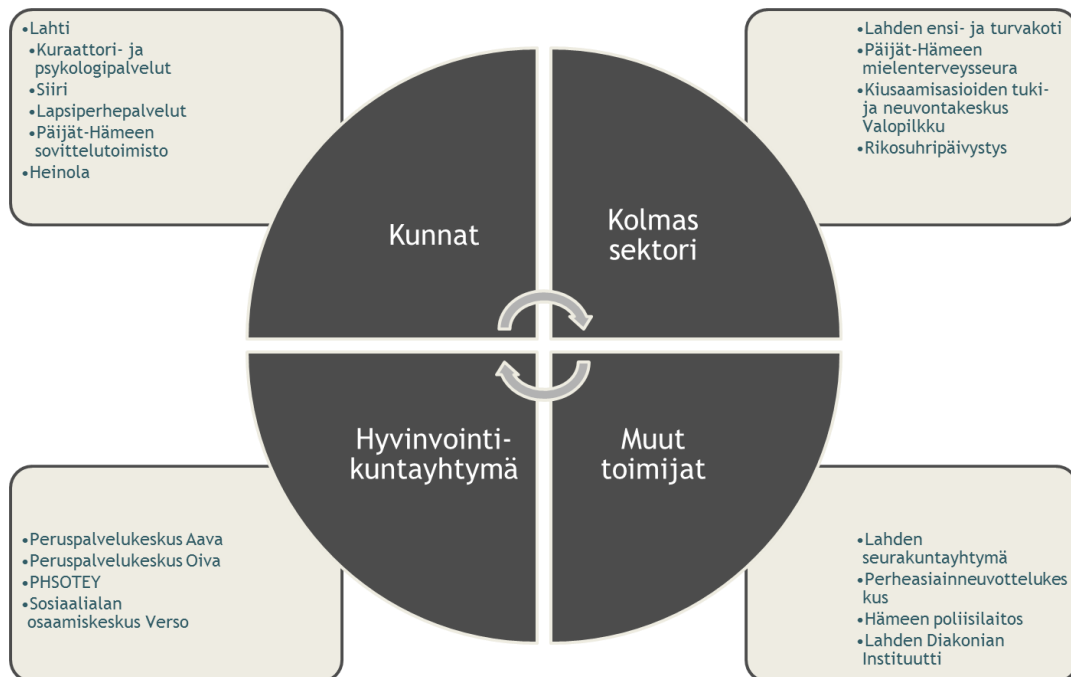 •Lahti
•Kuraattori- ja
psykologipalvelut
•Siiri
•Lapsiperhepalvelut
•Päijät-Hämeen
sovittelutoimisto
•Heinola
•Lahden ensi- ja turvakoti
•Päijät-Hämeen
mielenterveysseura
•Kiusaamisasioiden tuki-
ja neuvontakeskus
Valopilkku
•Rikosuhripäivystys
Kunnat
Kolmas
sektori
Hyvinvointi-
kuntayhtymä
Muut
toimijat
•Peruspalvelukeskus Aava
•Peruspalvelukeskus Oiva
•PHSOTEY
•Sosiaalialan
osaamiskeskus Verso
•Lahden
seurakuntayhtymä
•Perheasiainneuvottelukes
kus
•Hämeen poliisilaitos
•Lahden Diakonian
Instituutti